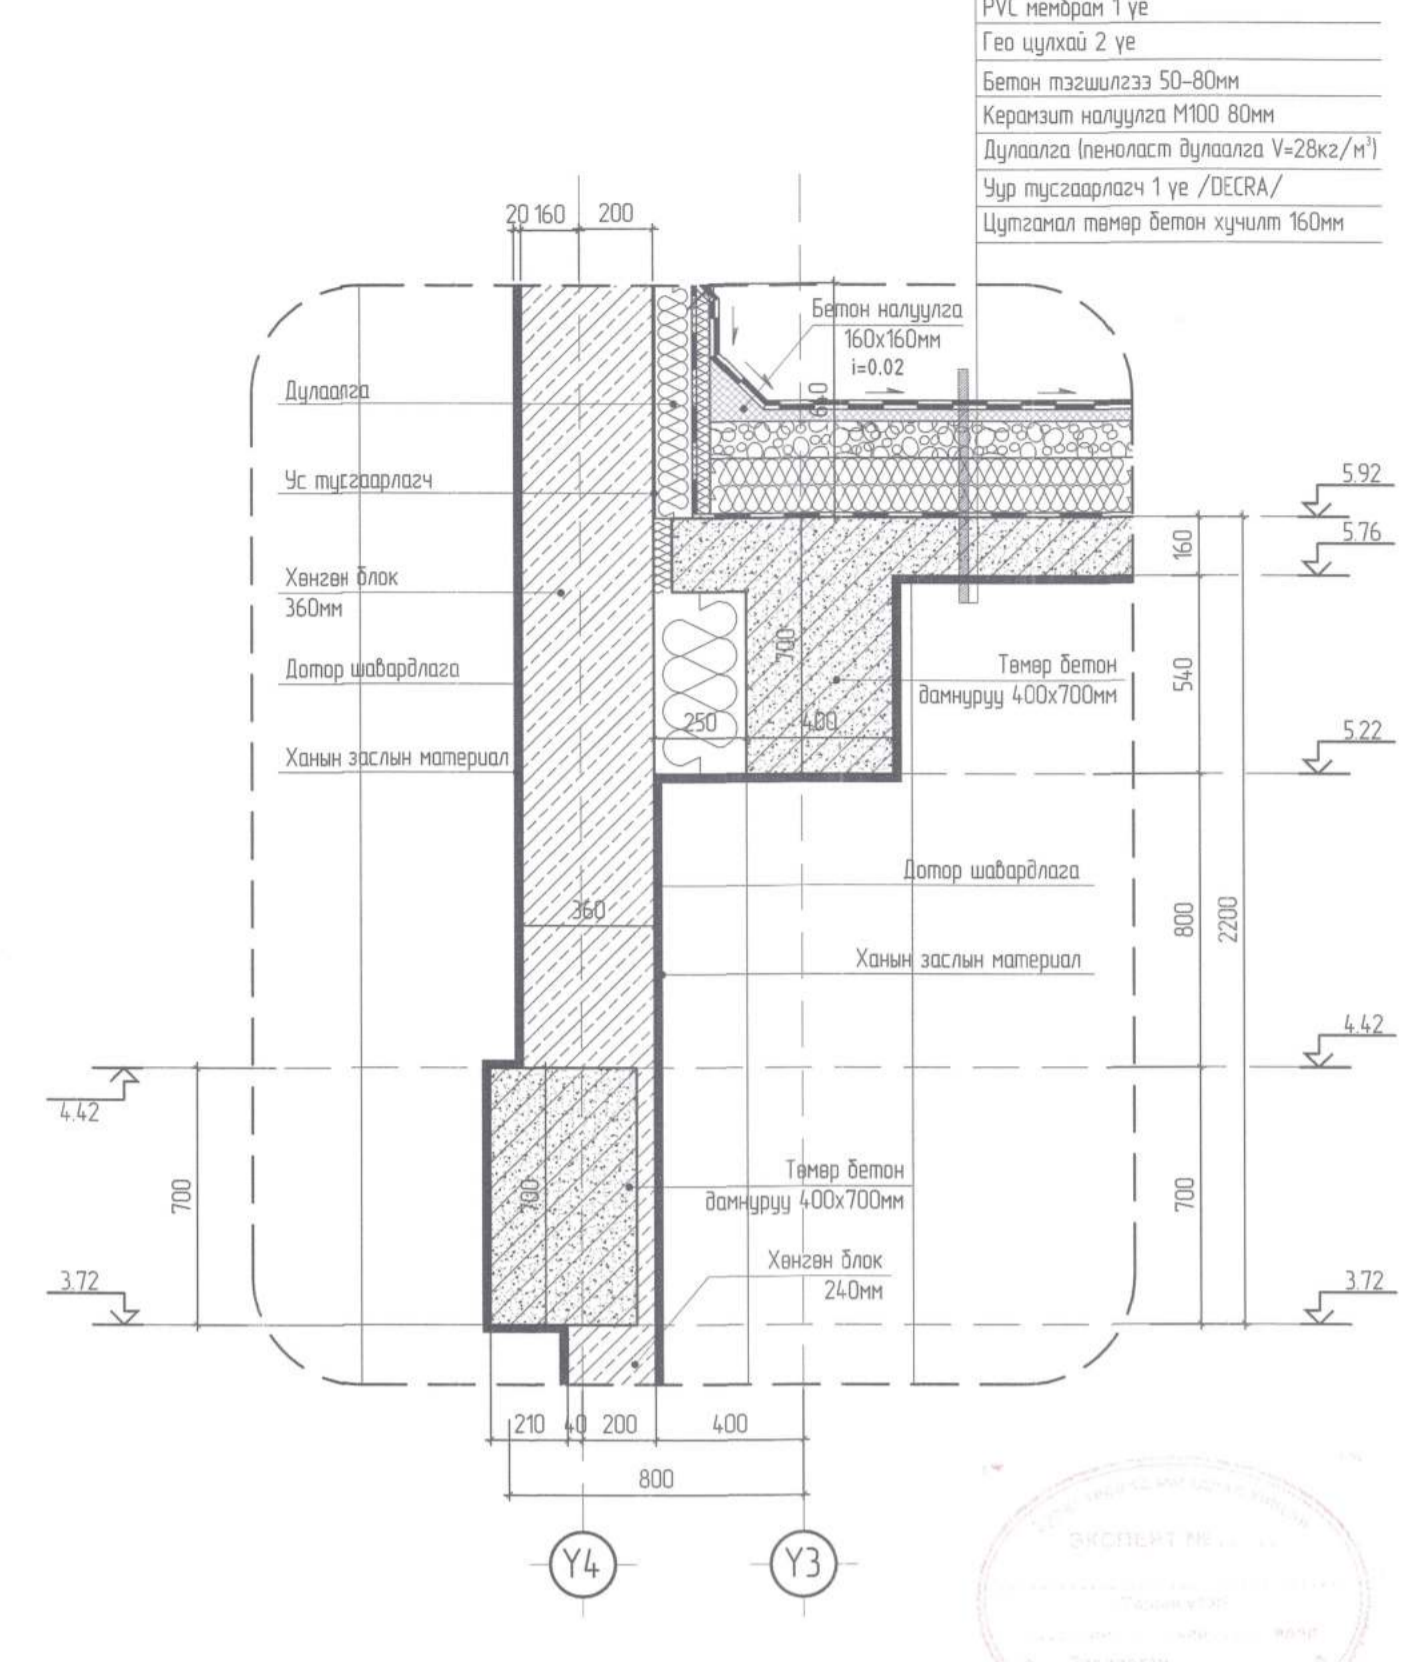 PVC мембрам 1 үе
Гео цулхай 2 үе
Бетон тэгшилгээ 50-80мм
Керамзит налуулга М100 80мм
Дулаалга (пеноласт дулаалга V=28кг/м³)
Уур тусгаарлагч 1 үе /DECRA/
Цутгамал төмөр бетон хучилт 160мм
20 160 200
Бетон налуулга
160x160мм
i=0.02
640
Дулаалга
Ус тусгаарлагч
Хөнгөн блок
360мм
Дотор шавардлага
Ханын заслын материал
5.92
5.76
160
Төмөр бетон
дамнуруу 400x700мм
700
540
250 400
5.22
Дотор шавардлага
360
800
2200
Ханын заслын материал
4.42
4.42
Төмөр бетон
дамнуруу 400x700мм
700
700
700
Хөнгөн блок
240мм
3.72
3.72
210 40 200 400
800
Y4 Y3
ЭКСПЕРТ